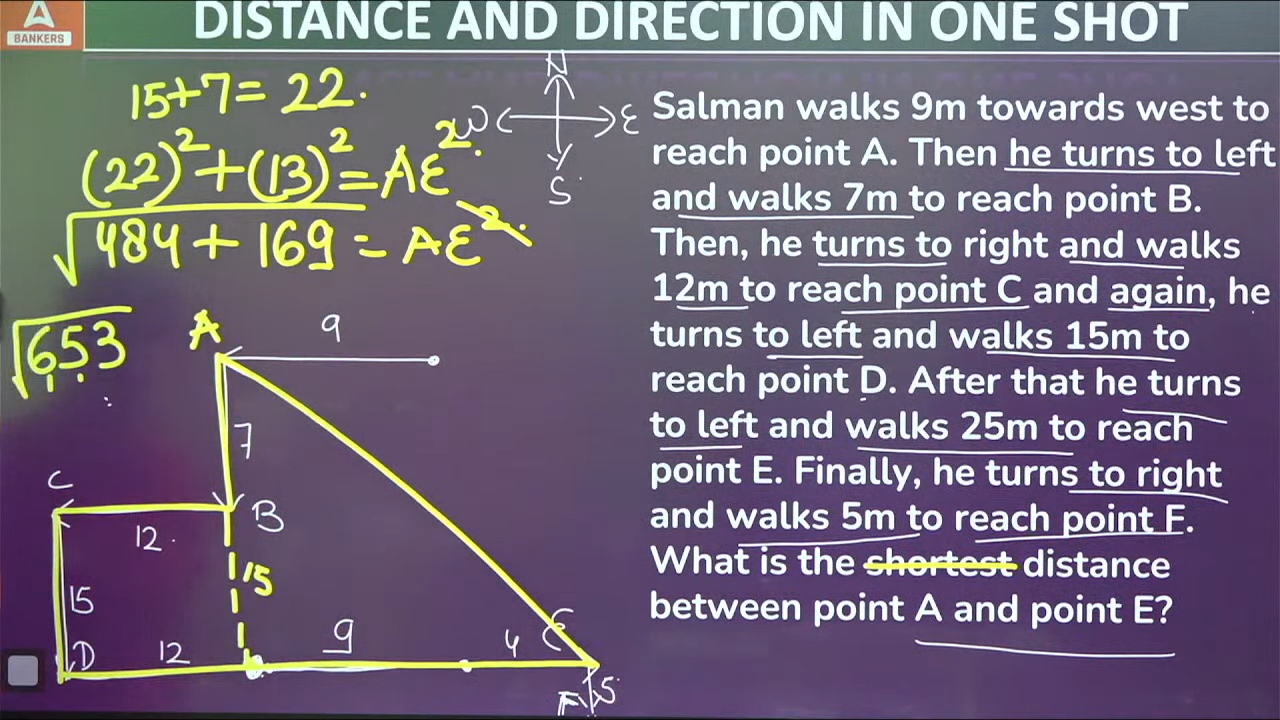 A
BANKERS
DISTANCE AND DIRECTION IN ONE SHOT
15+7=22.
(22)²+(13)²=AE².
√484+169=AE²
√653
N
W
E
S
A
9
7
C
B
12.
15
15
D
12
9
4
E
F
5
Salman walks 9m towards west to
reach point A. Then he turns to left
and walks 7m to reach point B.
Then, he turns to right and walks
12m to reach point C and again, he
turns to left and walks 15m to
reach point D. After that he turns
to left and walks 25m to reach
point E. Finally, he turns to right
and walks 5m to reach point F.
What is the shortest distance
between point A and point E?